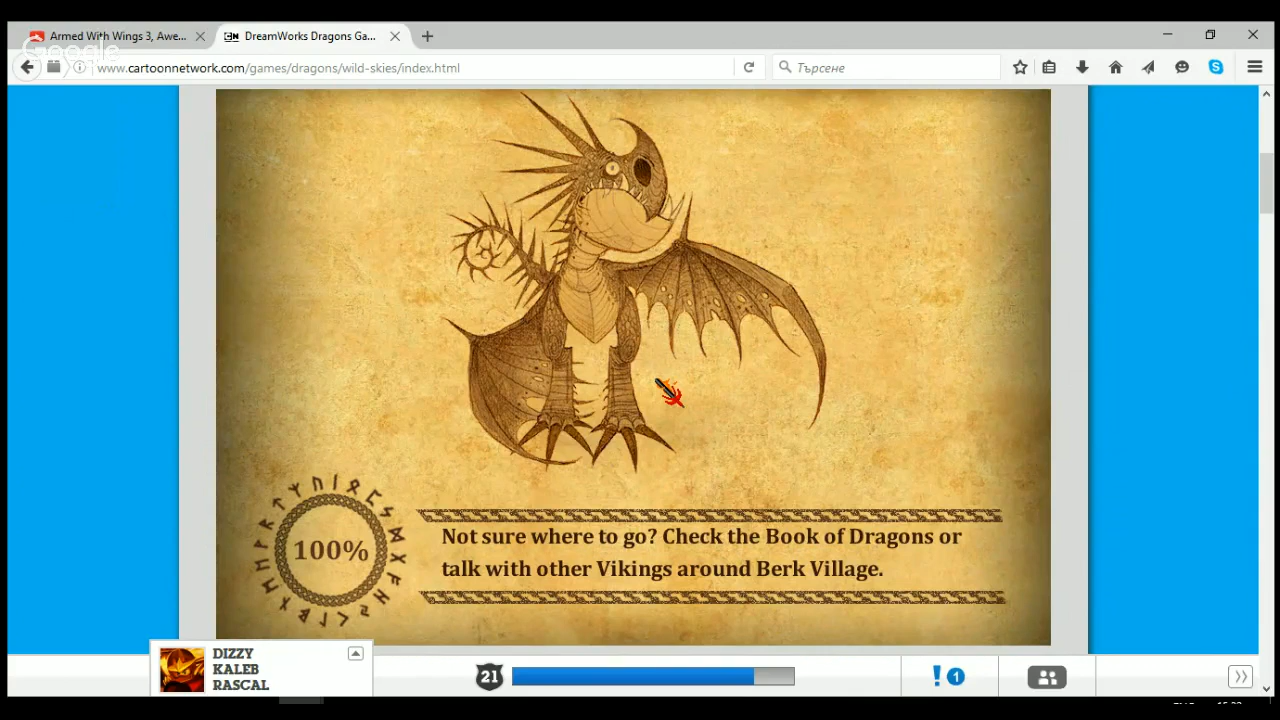 Armed With Wings 3, Awe...
CN DreamWorks Dragons Ga...
Google
www.cartoonnetwork.com/games/dragons/wild-skies/index.html
Търсене
100%
Not sure where to go? Check the Book of Dragons or
talk with other Vikings around Berk Village.
DIZZY
KALEB
RASCAL
21
! 1